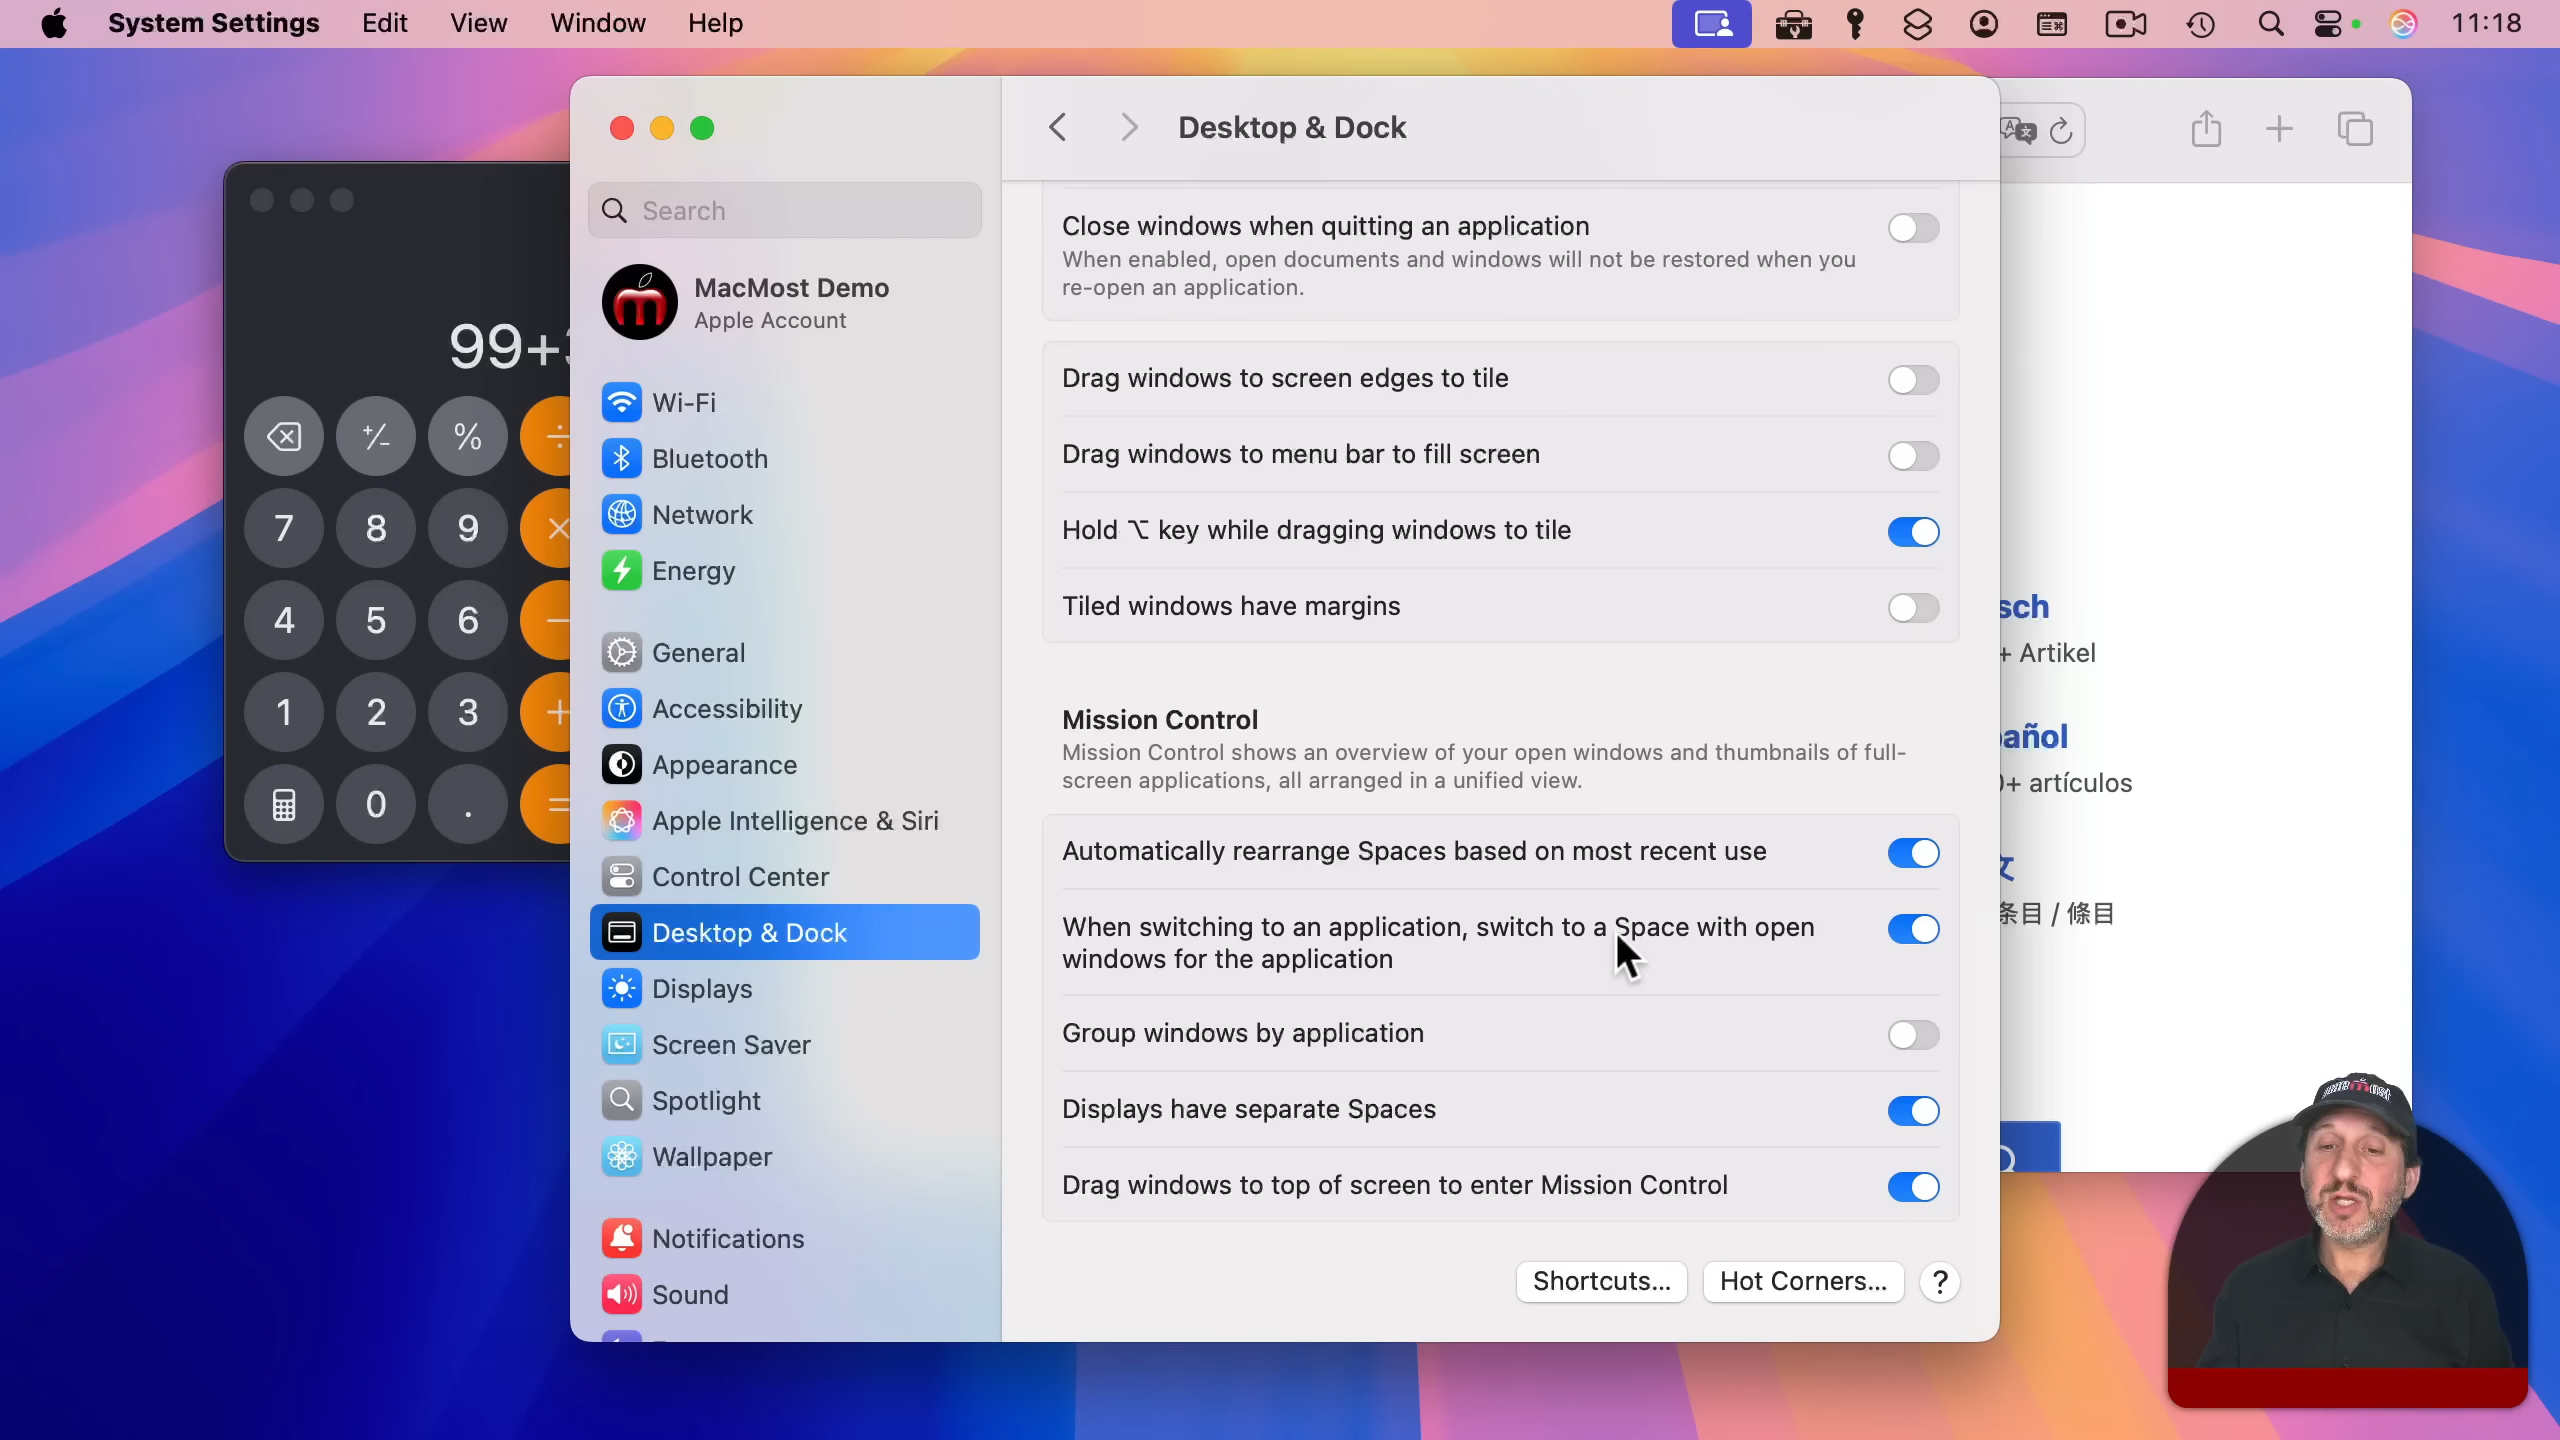 System Settings Edit View Window Help 11:18
Desktop & Dock
Search
MacMost Demo
Apple Account
Wi-Fi
Bluetooth
Network
Energy
General
Accessibility
Appearance
Apple Intelligence & Siri
Control Center
Desktop & Dock
Displays
Screen Saver
Spotlight
Wallpaper
Notifications
Sound
Close windows when quitting an application
When enabled, open documents and windows will not be restored when you
re-open an application.
Drag windows to screen edges to tile
Drag windows to menu bar to fill screen
Hold ⌥ key while dragging windows to tile
Tiled windows have margins
Mission Control
Mission Control shows an overview of your open windows and thumbnails of full-
screen applications, all arranged in a unified view.
Automatically rearrange Spaces based on most recent use
When switching to an application, switch to a Space with open
windows for the application
Group windows by application
Displays have separate Spaces
Drag windows to top of screen to enter Mission Control
Shortcuts...
Hot Corners...
?
99+
%
÷
7 8 9 ×
4 5 6 −
1 2 3 +
0 . =
sch
+ Artikel
añol
+ artículos
文
条目 / 條目